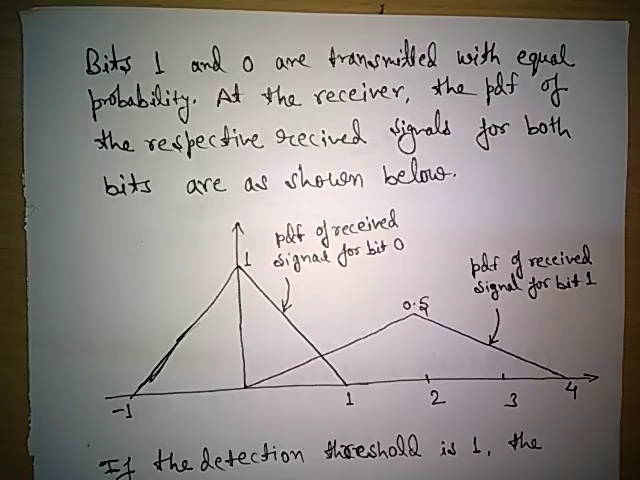 Bits 1 and 0 are transmitted with equal
probability. At the receiver, the pdf of
the respective recived signals for both
bits are as shown below.
pdf of received
signal for bit 0
1
pdf of received
signal for bit 1
0.5
-1
1
2
3
4
If the detection threshold is 1, the